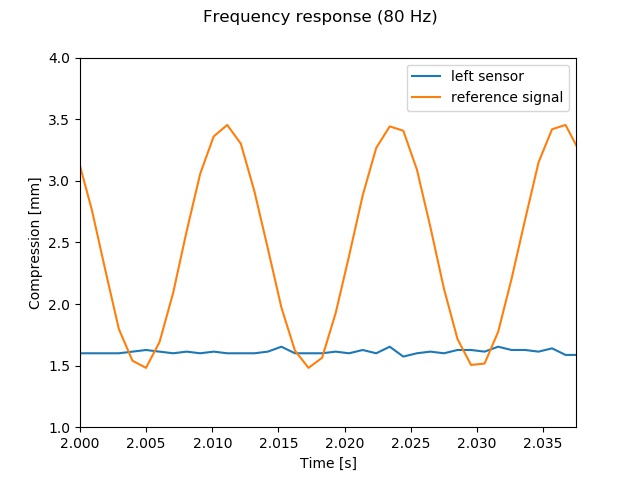 Frequency response (80 Hz)
left sensor
reference signal
4.0
3.5
3.0
2.5
2.0
1.5
1.0
Compression [mm]
2.000 2.005 2.010 2.015 2.020 2.025 2.030 2.035
Time [s]